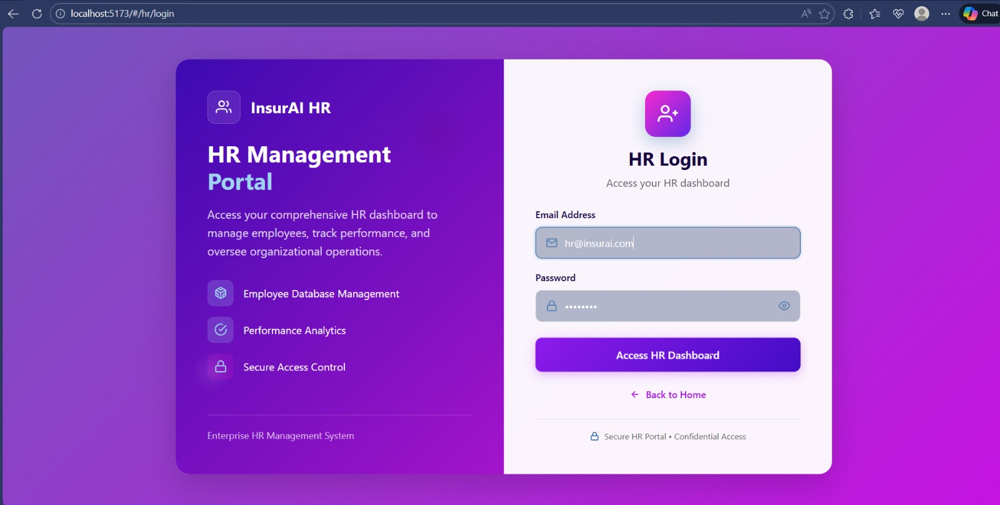 localhost:5173/#/hr/login
Chat
InsurAI HR
HR Management
Portal
Access your comprehensive HR dashboard to
manage employees, track performance, and
oversee organizational operations.
Employee Database Management
Performance Analytics
Secure Access Control
Enterprise HR Management System
HR Login
Access your HR dashboard
Email Address
hr@insurai.com
Password
••••••••
Access HR Dashboard
← Back to Home
Secure HR Portal • Confidential Access